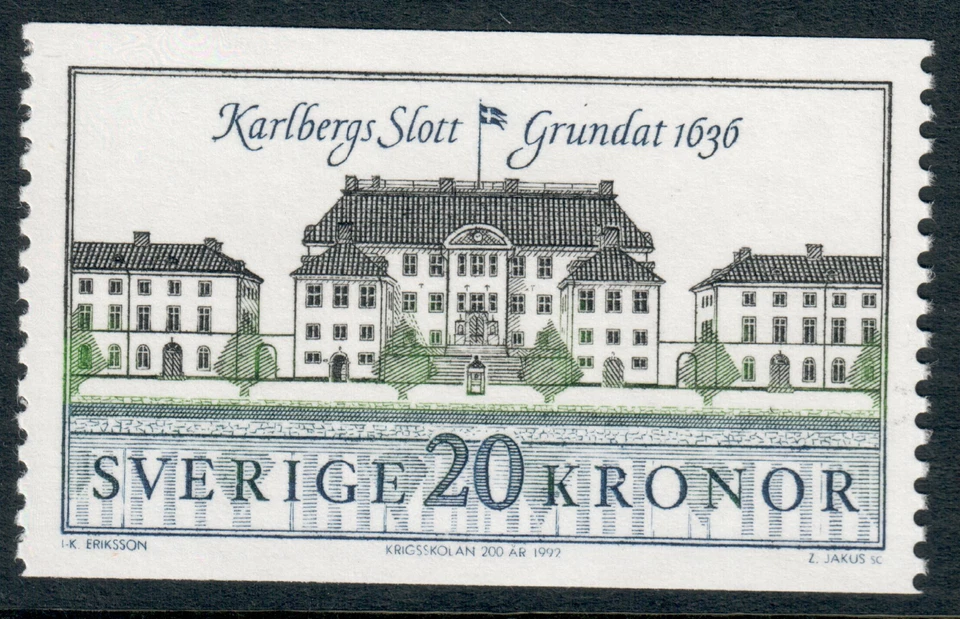 Karlbergs Slott Grundat 1636
SVERIGE 20 KRONOR
I-K. ERIKSSON KRIGSSKOLAN 200 ÅR 1992 Z. JAKUS SC